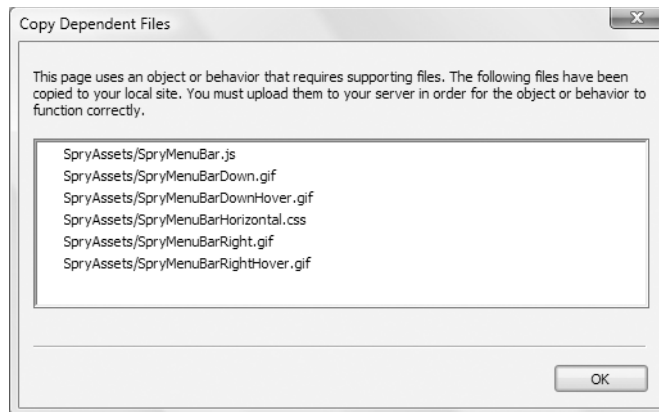 Copy Dependent Files
This page uses an object or behavior that requires supporting files. The following files have been
copied to your local site. You must upload them to your server in order for the object or behavior to
function correctly.
SpryAssets/SpryMenuBar.js
SpryAssets/SpryMenuBarDown.gif
SpryAssets/SpryMenuBarDownHover.gif
SpryAssets/SpryMenuBarHorizontal.css
SpryAssets/SpryMenuBarRight.gif
SpryAssets/SpryMenuBarRightHover.gif
OK